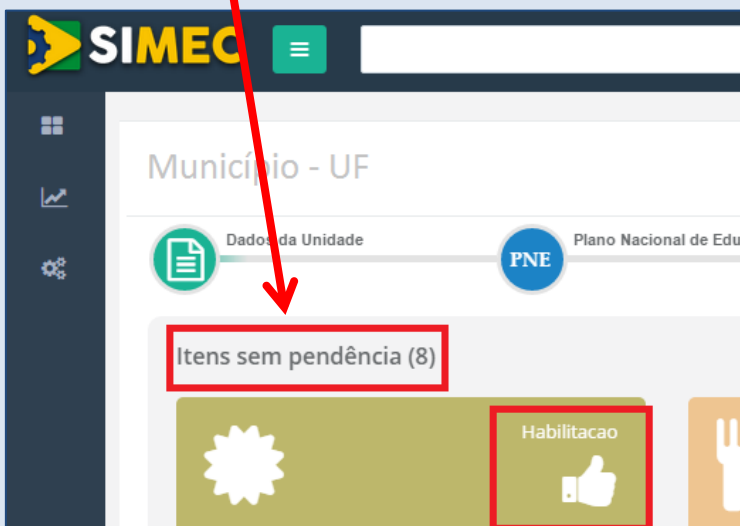 SIMEC
Município - UF
Dados da Unidade
PNE
Plano Nacional de Edu
Itens sem pendência (8)
Habilitacao